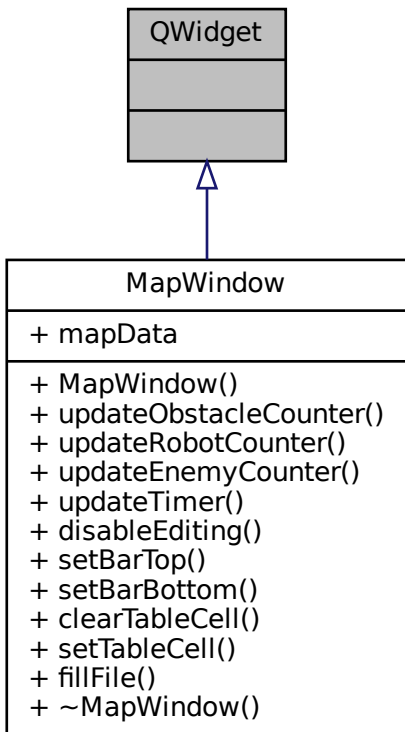 QWidget
MapWindow
+ mapData
+ MapWindow()
+ updateObstacleCounter()
+ updateRobotCounter()
+ updateEnemyCounter()
+ updateTimer()
+ disableEditing()
+ setBarTop()
+ setBarBottom()
+ clearTableCell()
+ setTableCell()
+ fillFile()
+ ~MapWindow()